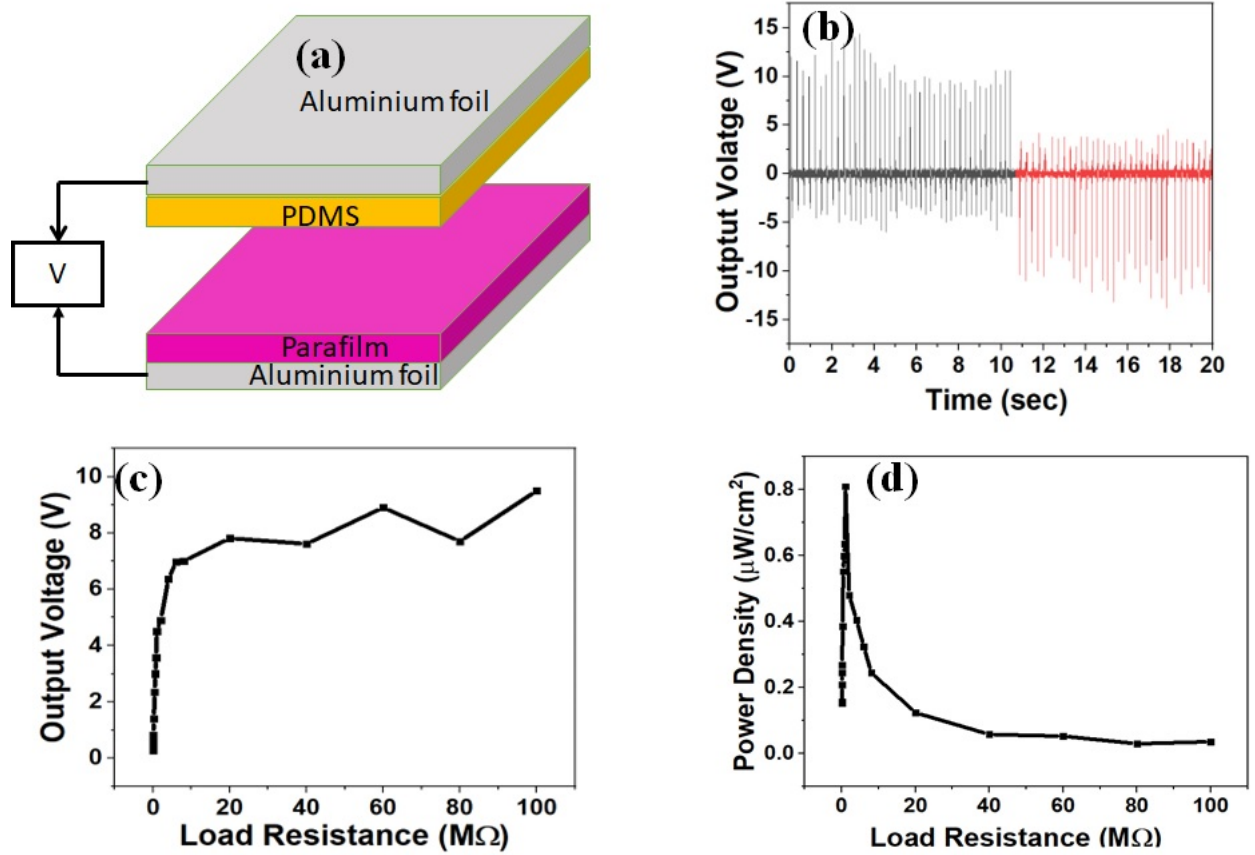 (a)
Aluminium foil
PDMS
V
Parafilm
Aluminium foil
(b)
Outptut Volatge (V)
15
10
5
0
-5
-10
-15
0 2 4 6 8 10 12 14 16 18 20
Time (sec)
(c)
Output Voltage (V)
10
8
6
4
2
0
0 20 40 60 80 100
Load Resistance (MΩ)
(d)
Power Density (μW/cm²)
0.8
0.6
0.4
0.2
0.0
0 20 40 60 80 100
Load Resistance (MΩ)